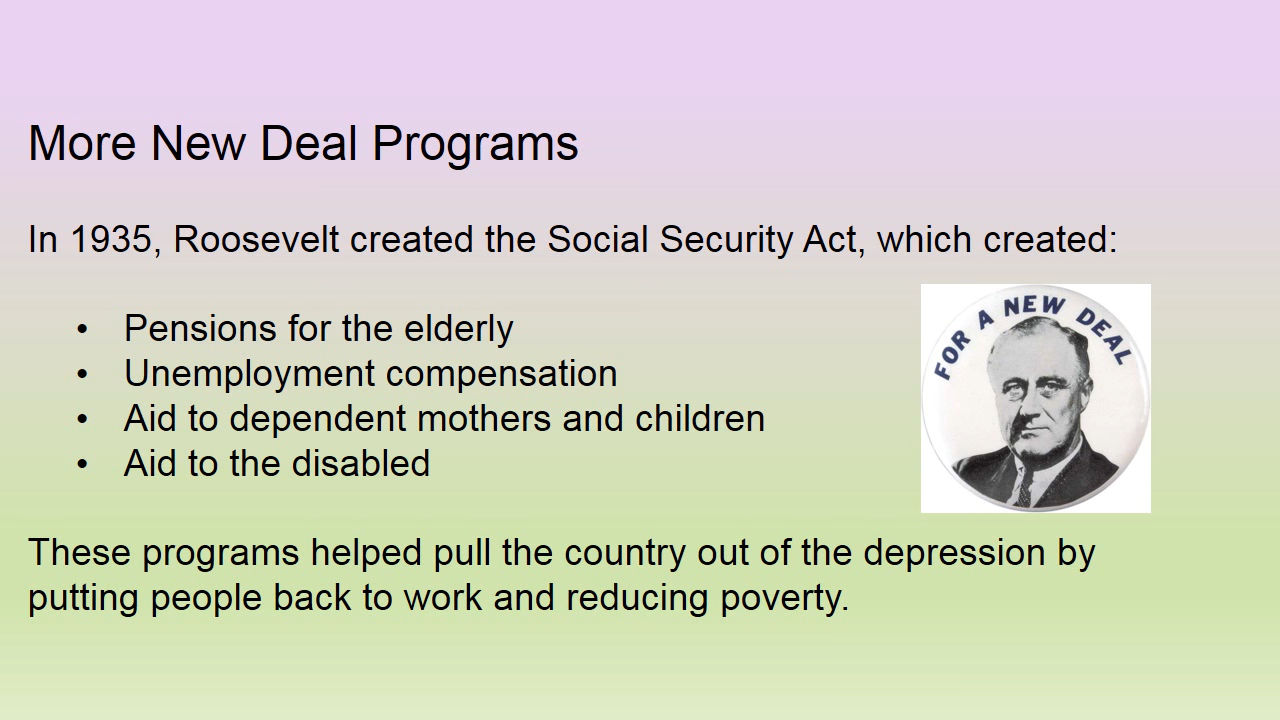 More New Deal Programs
In 1935, Roosevelt created the Social Security Act, which created:
• Pensions for the elderly
• Unemployment compensation
• Aid to dependent mothers and children
• Aid to the disabled
FOR A NEW DEAL
These programs helped pull the country out of the depression by
putting people back to work and reducing poverty.